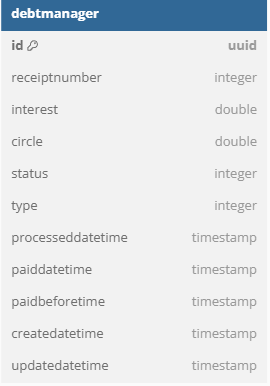 debtmanager
id uuid
receiptnumber integer
interest double
circle double
status integer
type integer
processeddatetime timestamp
paiddatetime timestamp
paidbeforetime timestamp
createdatetime timestamp
updatedatetime timestamp